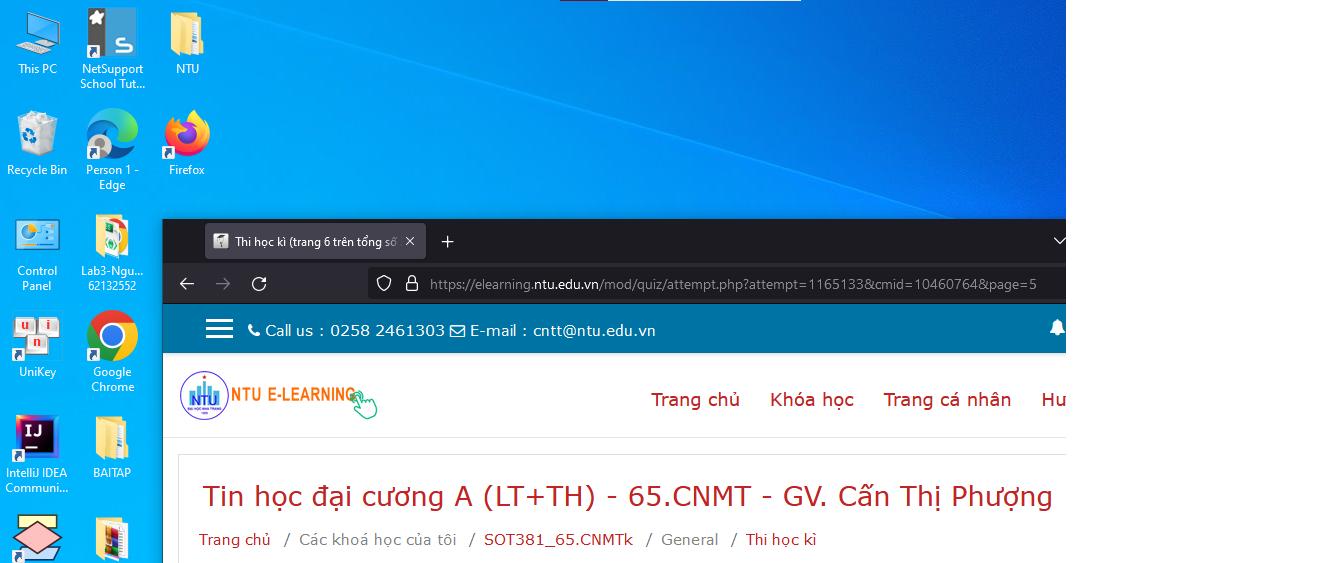 This PC
NetSupport
School Tut...
NTU
Recycle Bin
Person 1 -
Edge
Firefox
Control
Panel
Lab3-Ngu...
62132552
UniKey
Google
Chrome
IntelliJ IDEA
Communi...
BAITAP
Thi học kì (trang 6 trên tổng số
https://elearning.ntu.edu.vn/mod/quiz/attempt.php?attempt=1165133&cmid=10460764&page=5
Call us : 0258 2461303 E-mail : cntt@ntu.edu.vn
NTU E-LEARNING
Trang chủ Khóa học Trang cá nhân Hư
Tin học đại cương A (LT+TH) - 65.CNMT - GV. Cấn Thị Phượng
Trang chủ / Các khoá học của tôi / SOT381_65.CNMTk / General / Thi học kì